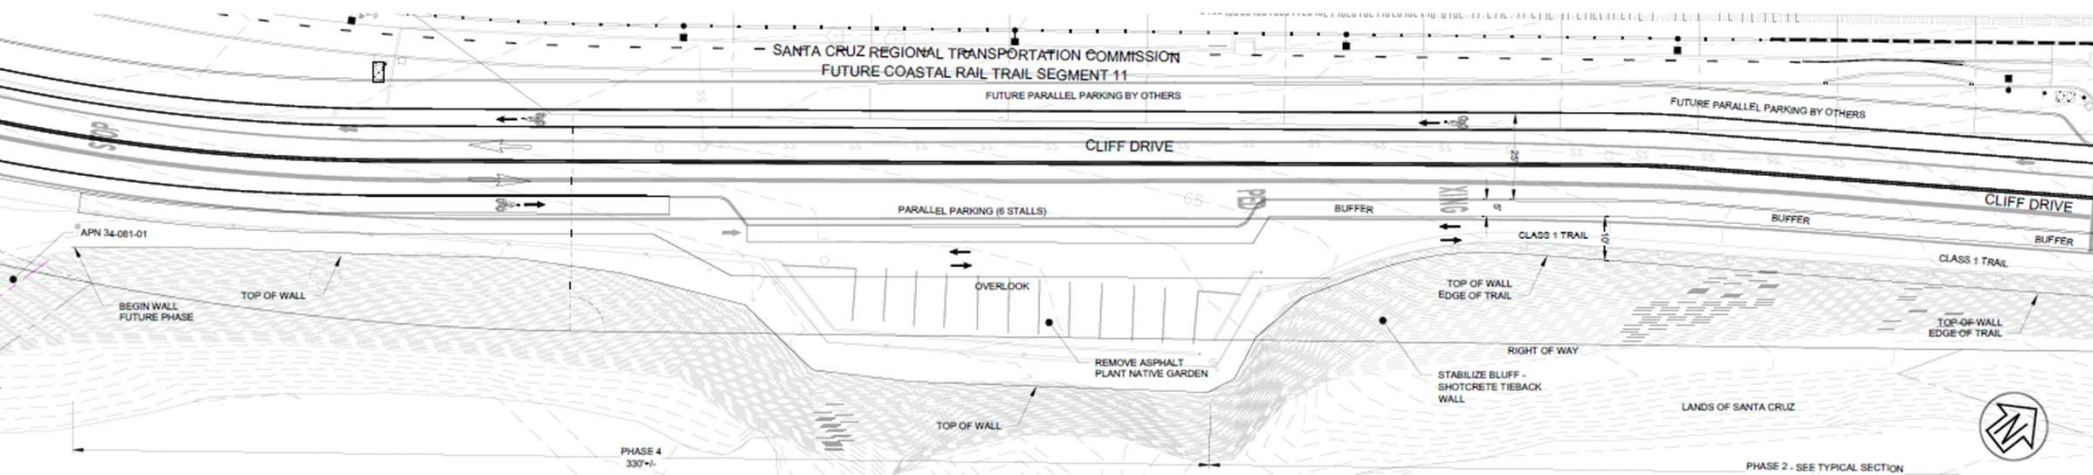 SANTA CRUZ REGIONAL TRANSPORTATION COMMISSION
FUTURE COASTAL RAIL TRAIL SEGMENT 11
FUTURE PARALLEL PARKING BY OTHERS
FUTURE PARALLEL PARKING BY OTHERS
CLIFF DRIVE
STOP
25'
CLIFF DRIVE
PARALLEL PARKING (6 STALLS)
PED
XING
BUFFER
BUFFER
BUFFER
APN 34-081-01
CLASS 1 TRAIL
10'
CLASS 1 TRAIL
OVERLOOK
TOP OF WALL
BEGIN WALL
FUTURE PHASE
TOP OF WALL
EDGE OF TRAIL
TOP OF WALL
EDGE OF TRAIL
RIGHT OF WAY
REMOVE ASPHALT
PLANT NATIVE GARDEN
STABILIZE BLUFF -
SHOTCRETE TIEBACK
WALL
LANDS OF SANTA CRUZ
TOP OF WALL
N
PHASE 4
330'+/-
PHASE 2 - SEE TYPICAL SECTION